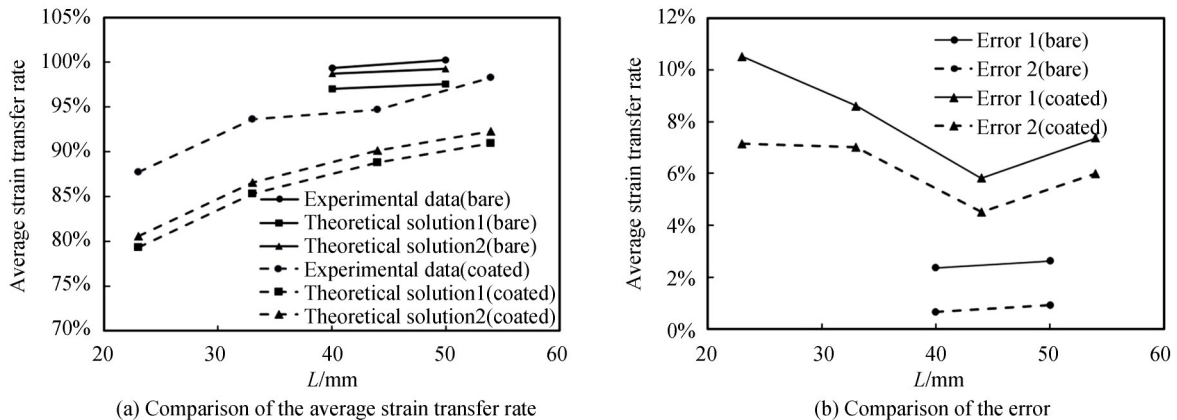 105%
100%
95%
90%
85%
80%
75%
70%
Average strain transfer rate
Experimental data(bare)
Theoretical solution1(bare)
Theoretical solution2(bare)
Experimental data(coated)
Theoretical solution1(coated)
Theoretical solution2(coated)
20 30 40 50 60
L/mm
(a) Comparison of the average strain transfer rate
12%
10%
8%
6%
4%
2%
0%
Average strain transfer rate
Error 1(bare)
Error 2(bare)
Error 1(coated)
Error 2(coated)
20 30 40 50 60
L/mm
(b) Comparison of the error